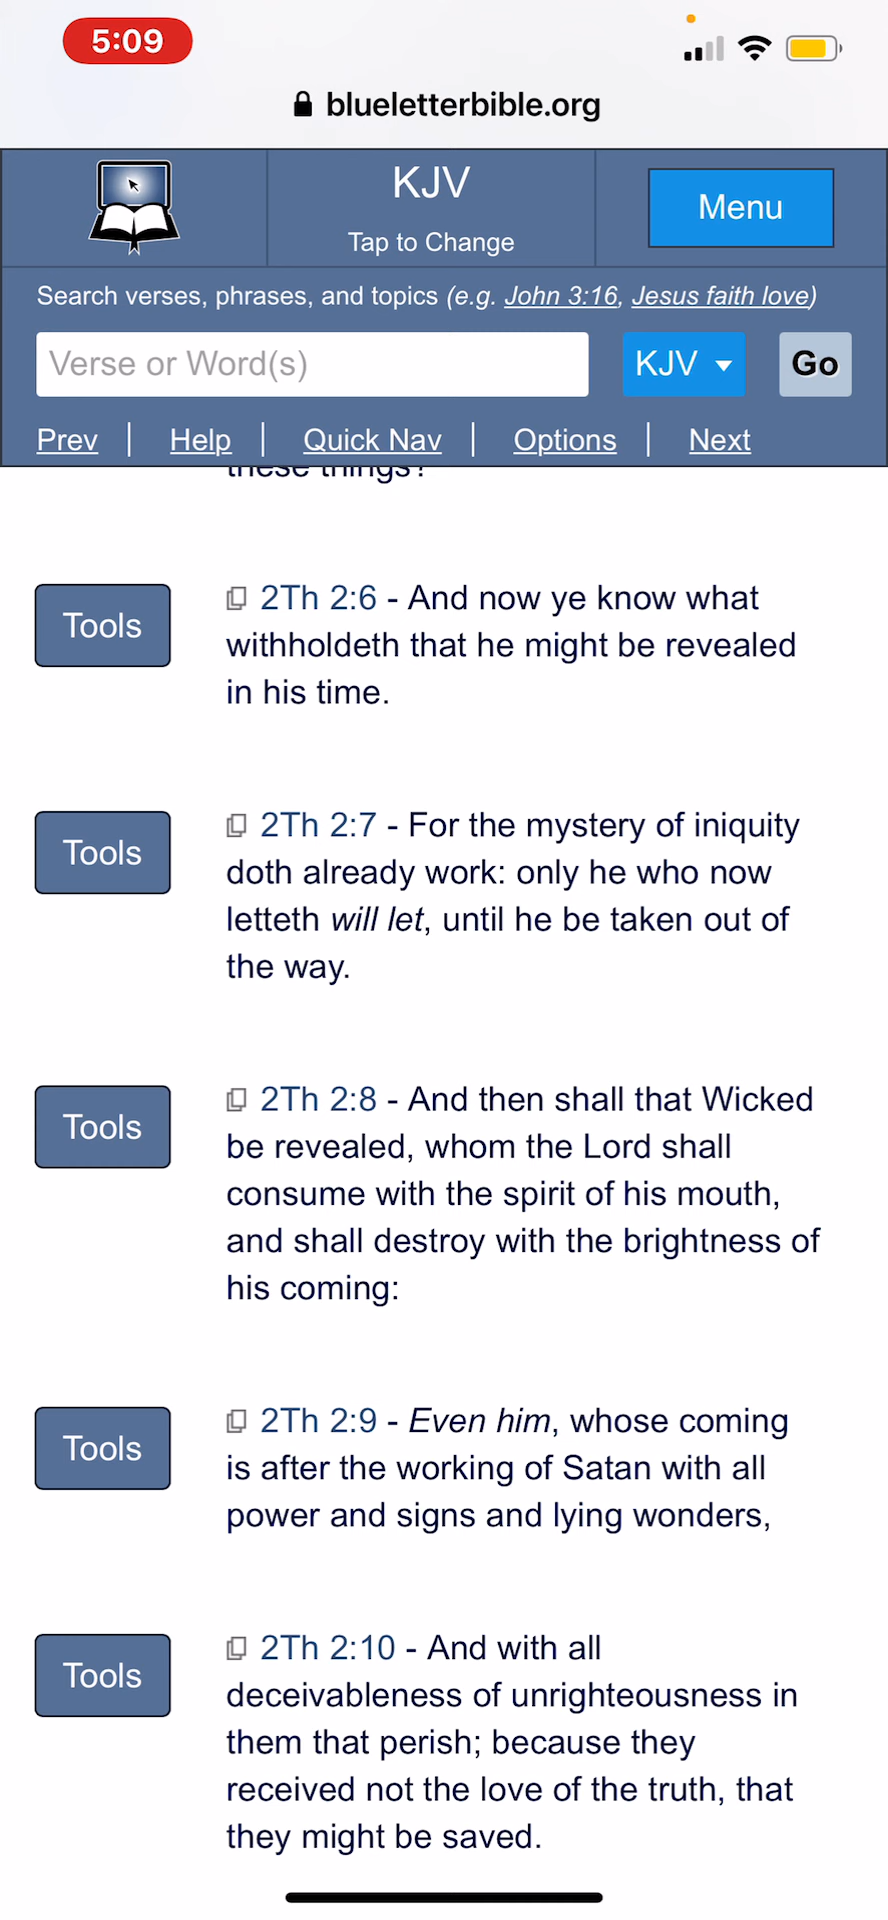 5:09
blueletterbible.org
KJV
Tap to Change
Menu
Search verses, phrases, and topics (e.g. John 3:16, Jesus faith love)
Verse or Word(s)
KJV
Go
Prev | Help | Quick Nav | Options | Next
these things?
Tools
2Th 2:6 - And now ye know what
withholdeth that he might be revealed
in his time.
Tools
2Th 2:7 - For the mystery of iniquity
doth already work: only he who now
letteth will let, until he be taken out of
the way.
Tools
2Th 2:8 - And then shall that Wicked
be revealed, whom the Lord shall
consume with the spirit of his mouth,
and shall destroy with the brightness of
his coming:
Tools
2Th 2:9 - Even him, whose coming
is after the working of Satan with all
power and signs and lying wonders,
Tools
2Th 2:10 - And with all
deceivableness of unrighteousness in
them that perish; because they
received not the love of the truth, that
they might be saved.